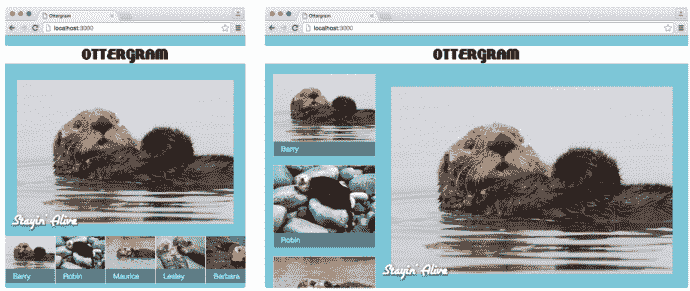 Ottergram
localhost:3000
OTTERGRAM
Stayin' Alive
Barry
Robin
Maurice
Lesley
Barbara
Ottergram
localhost:3000
OTTERGRAM
Barry
Robin
Stayin' Alive